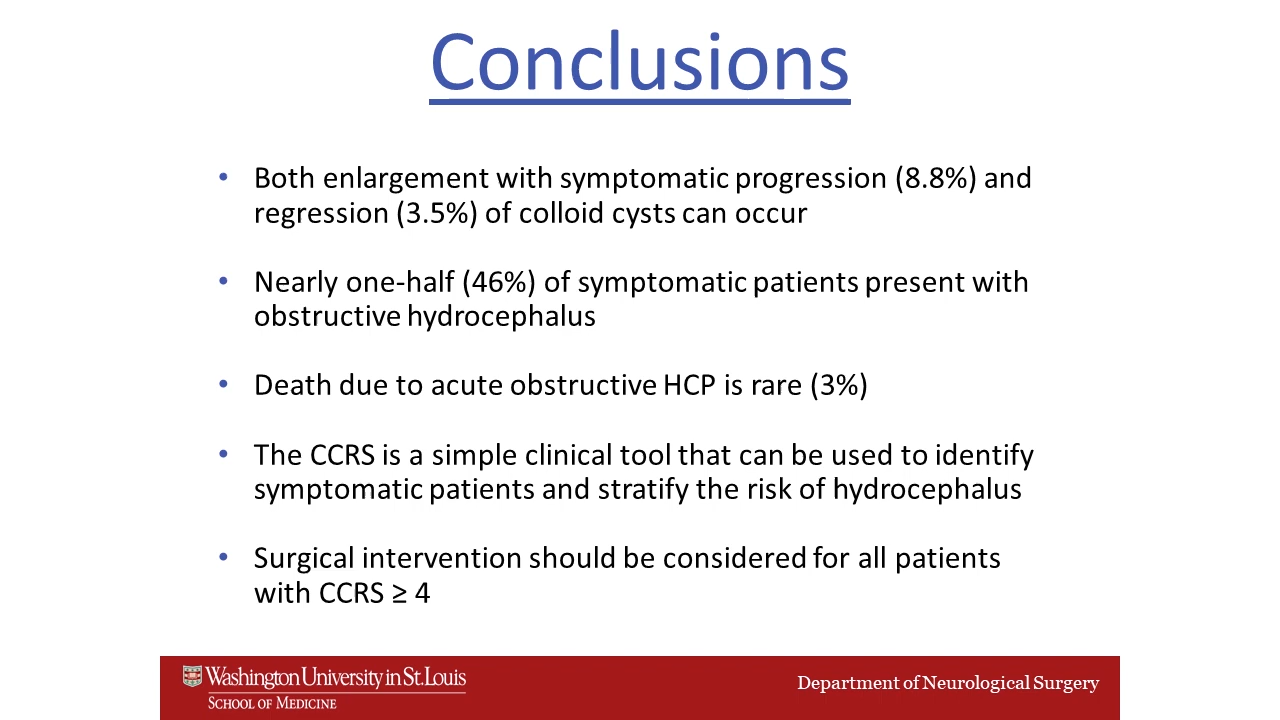 Conclusions
• Both enlargement with symptomatic progression (8.8%) and
regression (3.5%) of colloid cysts can occur
• Nearly one-half (46%) of symptomatic patients present with
obstructive hydrocephalus
• Death due to acute obstructive HCP is rare (3%)
• The CCRS is a simple clinical tool that can be used to identify
symptomatic patients and stratify the risk of hydrocephalus
• Surgical intervention should be considered for all patients
with CCRS ≥ 4
Washington University in St. Louis
SCHOOL OF MEDICINE
Department of Neurological Surgery